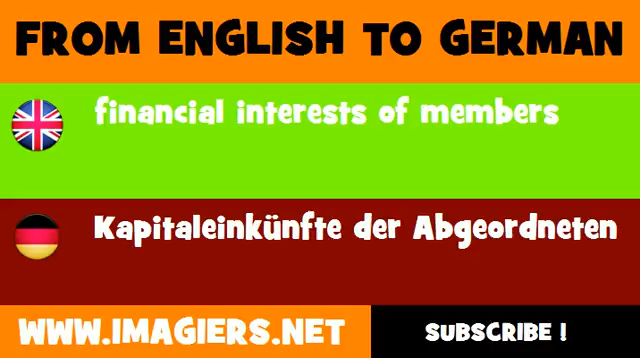 FROM ENGLISH TO GERMAN
financial interests of members
Kapitaleinkünfte der Abgeordneten
WWW.IMAGIERS.NET
SUBSCRIBE !